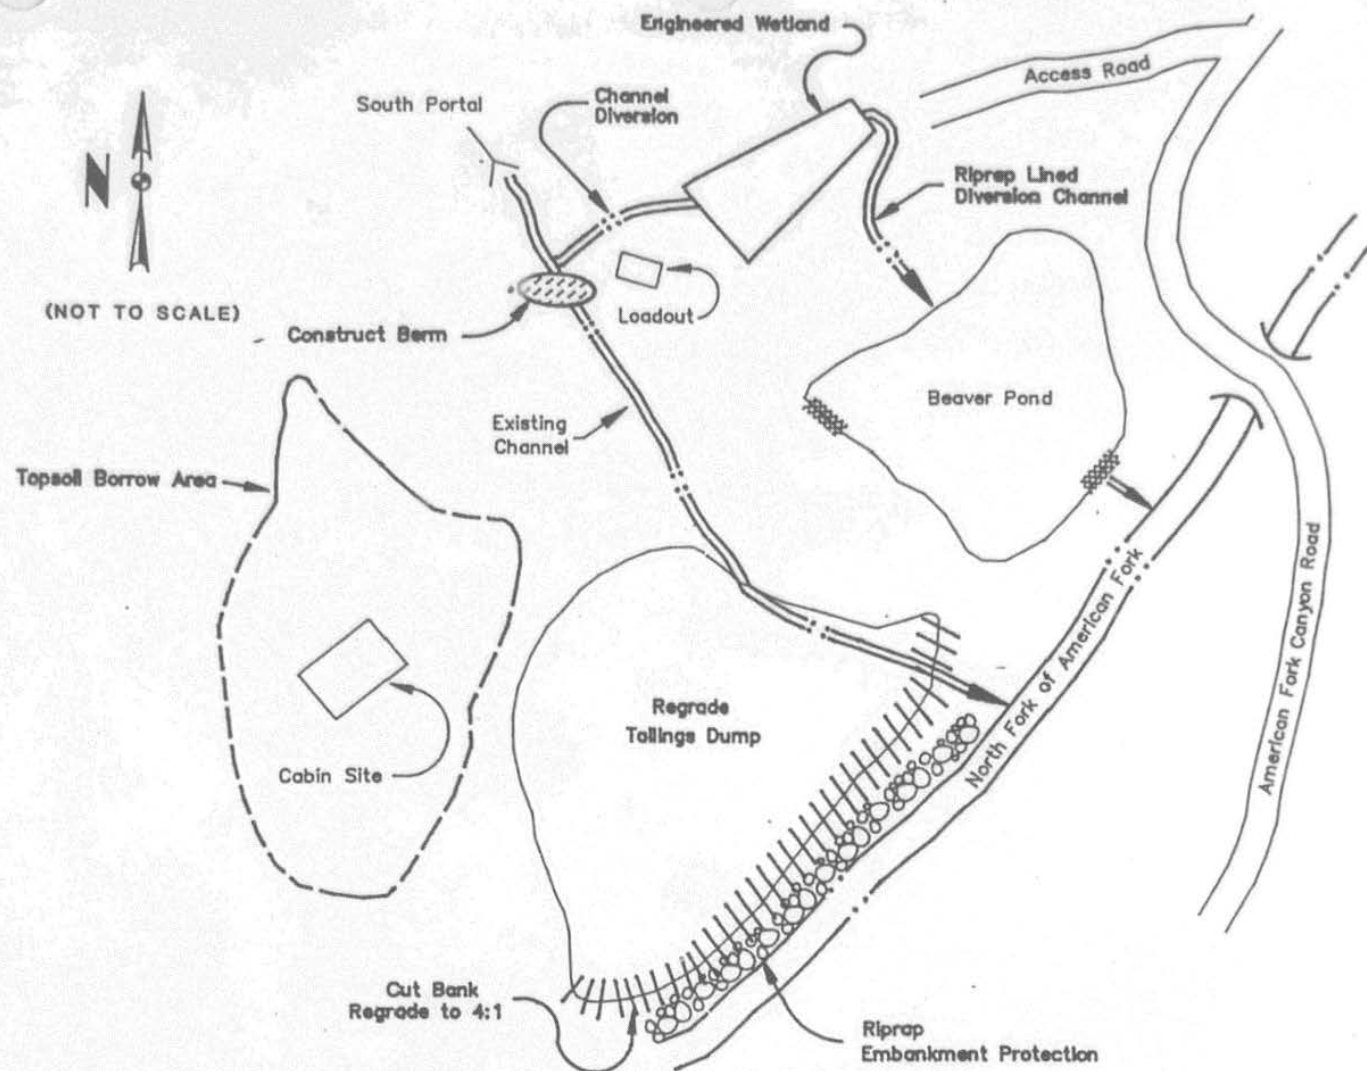 Engineered Wetland
Access Road
South Portal
Channel
Diversion
N
Riprap Lined
Diversion Channel
(NOT TO SCALE)
Loadout
Construct Berm
Beaver Pond
Existing
Channel
Topsoil Borrow Area
North Fork of American Fork
American Fork Canyon Road
Regrade
Tailings Dump
Cabin Site
Cut Bank
Regrade to 4:1
Riprap
Embankment Protection